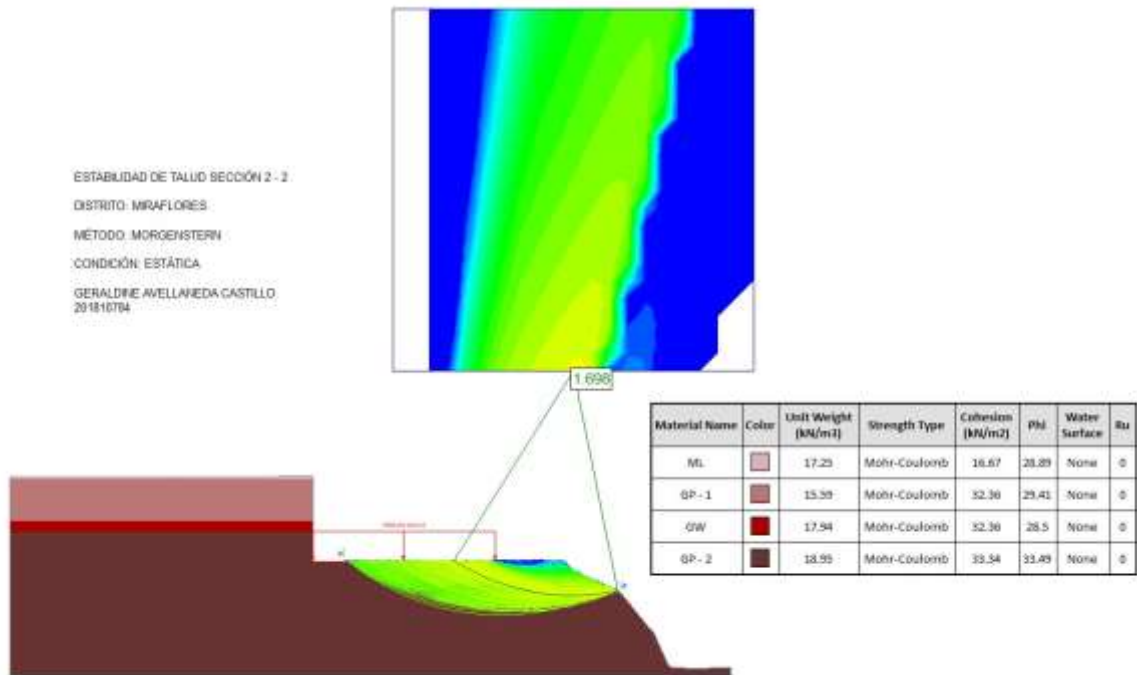 ESTABILIDAD DE TALUD SECCIÓN 2 - 2
DISTRITO: MIRAFLORES
MÉTODO: MORGENSTERN
CONDICIÓN: ESTÁTICA
GERALDINE AVELLANEDA CASTILLO
201810784
1.698
Material Name Color Unit Weight (kN/m3) Strength Type Cohesion (kN/m2) Phi Water Surface Ru
ML 17.25 Mohr-Coulomb 16.67 28.89 None 0
GP - 1 15.39 Mohr-Coulomb 32.36 29.41 None 0
GW 17.94 Mohr-Coulomb 32.36 28.5 None 0
GP - 2 18.95 Mohr-Coulomb 33.34 33.49 None 0